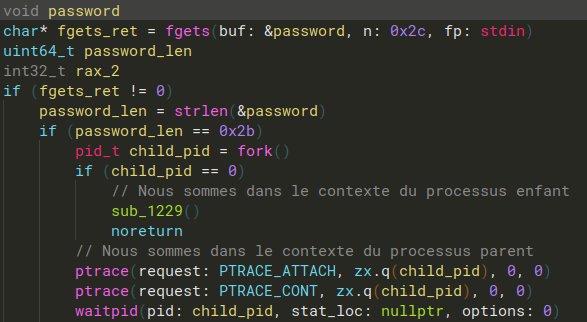 void password
char* fgets_ret = fgets(buf: &password, n: 0x2c, fp: stdin)
uint64_t password_len
int32_t rax_2
if (fgets_ret != 0)
    password_len = strlen(&password)
    if (password_len == 0x2b)
        pid_t child_pid = fork()
        if (child_pid == 0)
            // Nous sommes dans le contexte du processus enfant
            sub_1229()
            noreturn
        // Nous sommes dans le contexte du processus parent
        ptrace(request: PTRACE_ATTACH, zx.q(child_pid), 0, 0)
        ptrace(request: PTRACE_CONT, zx.q(child_pid), 0, 0)
        waitpid(pid: child_pid, stat_loc: nullptr, options: 0)